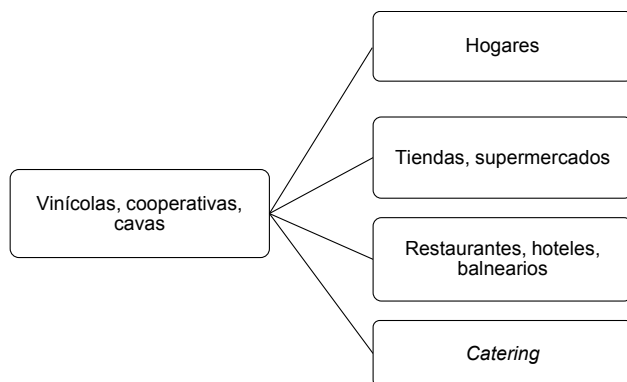 Hogares
Tiendas, supermercados
Vinícolas, cooperativas,
cavas
Restaurantes, hoteles,
balnearios
Catering